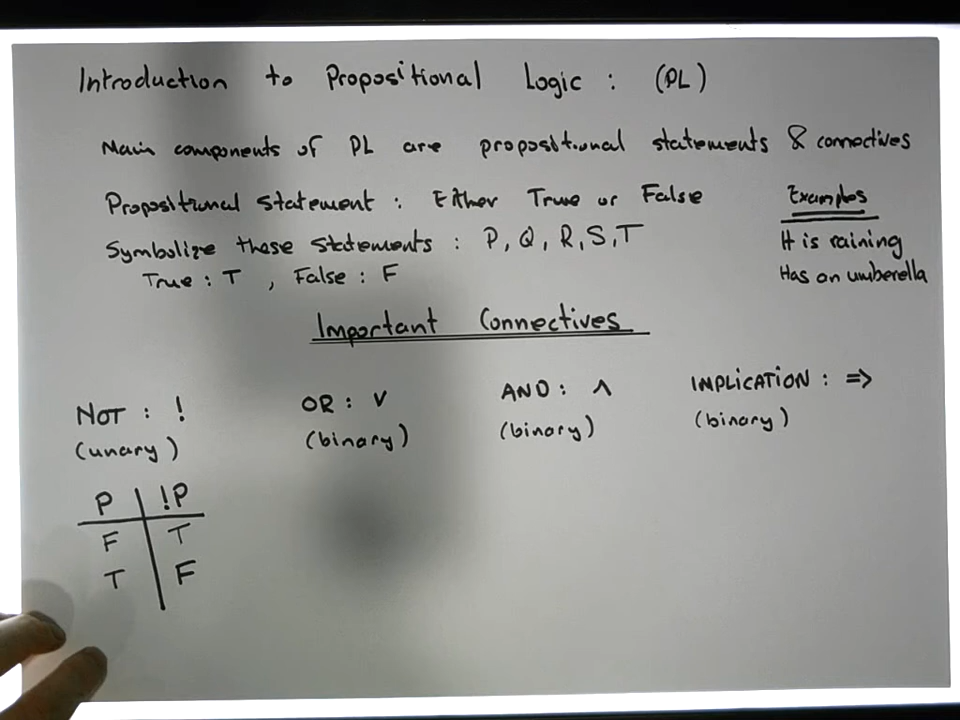 Introduction to Propositional Logic : (PL)
Main components of PL are propositional statements & connectives
Propositional Statement : Either True or False
Symbolize these statements : P, Q, R, S, T
True : T , False : F
Examples
It is raining
Has an umberella
Important Connectives
NOT : !
(unary)
OR : ∨
(binary)
AND : ∧
(binary)
IMPLICATION : =>
(binary)
P | !P
F | T
T | F